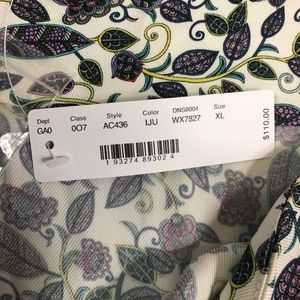 Dept Class Style Color DNS8004 Size
GA0 0O7 AC436 IJU WX7827 XL
$110.00
1 93274 89302 4